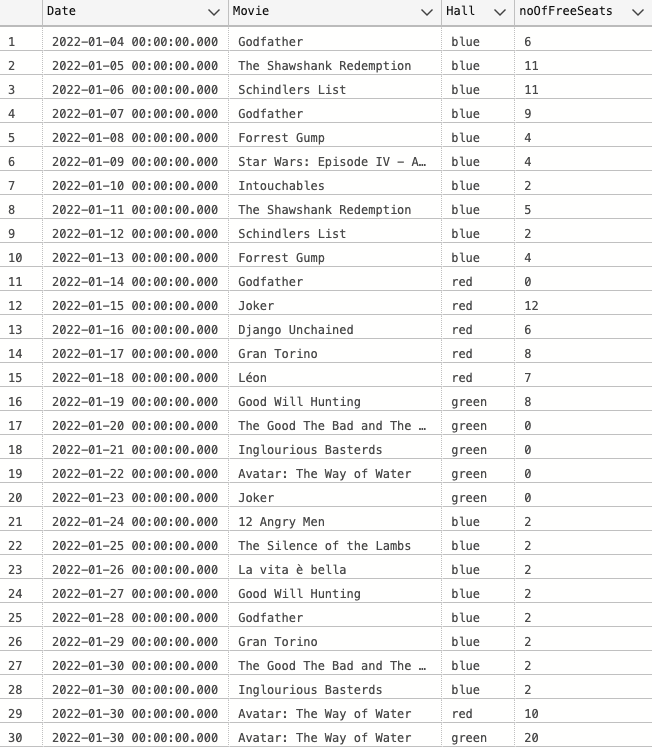 Date Movie Hall noOfFreeSeats
1 2022-01-04 00:00:00.000 Godfather blue 6
2 2022-01-05 00:00:00.000 The Shawshank Redemption blue 11
3 2022-01-06 00:00:00.000 Schindlers List blue 11
4 2022-01-07 00:00:00.000 Godfather blue 9
5 2022-01-08 00:00:00.000 Forrest Gump blue 4
6 2022-01-09 00:00:00.000 Star Wars: Episode IV - A… blue 4
7 2022-01-10 00:00:00.000 Intouchables blue 2
8 2022-01-11 00:00:00.000 The Shawshank Redemption blue 5
9 2022-01-12 00:00:00.000 Schindlers List blue 2
10 2022-01-13 00:00:00.000 Forrest Gump blue 4
11 2022-01-14 00:00:00.000 Godfather red 0
12 2022-01-15 00:00:00.000 Joker red 12
13 2022-01-16 00:00:00.000 Django Unchained red 6
14 2022-01-17 00:00:00.000 Gran Torino red 8
15 2022-01-18 00:00:00.000 Léon red 7
16 2022-01-19 00:00:00.000 Good Will Hunting green 8
17 2022-01-20 00:00:00.000 The Good The Bad and The … green 0
18 2022-01-21 00:00:00.000 Inglourious Basterds green 0
19 2022-01-22 00:00:00.000 Avatar: The Way of Water green 0
20 2022-01-23 00:00:00.000 Joker green 0
21 2022-01-24 00:00:00.000 12 Angry Men blue 2
22 2022-01-25 00:00:00.000 The Silence of the Lambs blue 2
23 2022-01-26 00:00:00.000 La vita è bella blue 2
24 2022-01-27 00:00:00.000 Good Will Hunting blue 2
25 2022-01-28 00:00:00.000 Godfather blue 2
26 2022-01-29 00:00:00.000 Gran Torino blue 2
27 2022-01-30 00:00:00.000 The Good The Bad and The … blue 2
28 2022-01-30 00:00:00.000 Inglourious Basterds blue 2
29 2022-01-30 00:00:00.000 Avatar: The Way of Water red 10
30 2022-01-30 00:00:00.000 Avatar: The Way of Water green 20